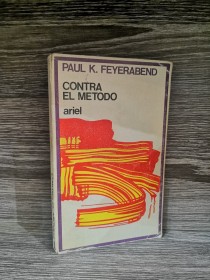 PAUL K. FEYERABEND
CONTRA
EL METODO
ariel